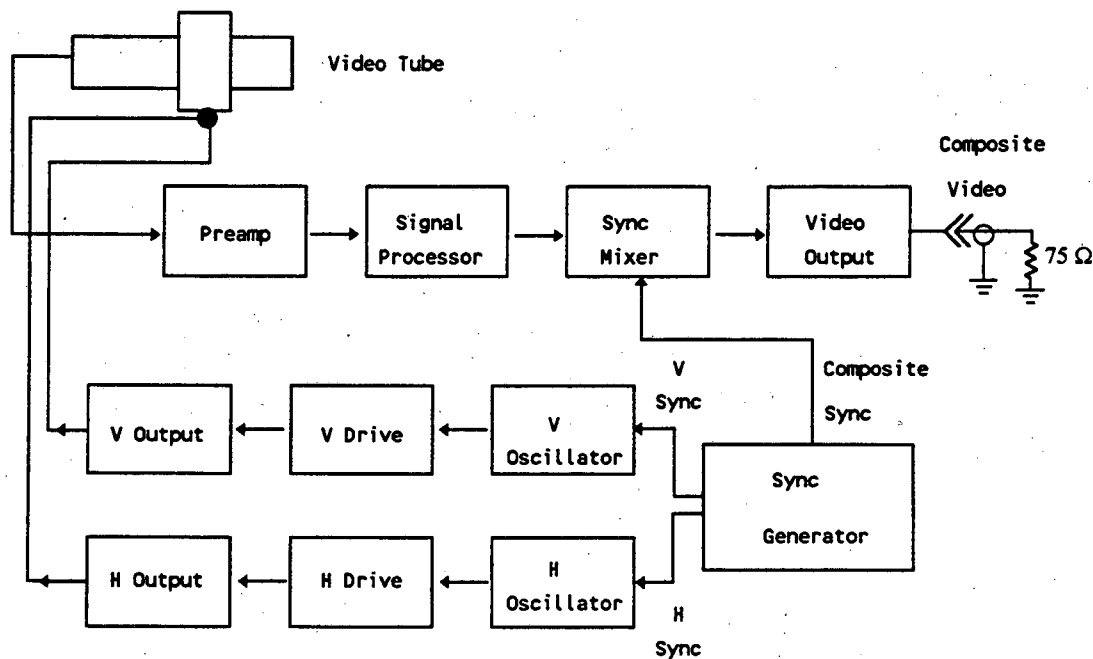 Video Tube
Composite
Video
Preamp
Signal
Processor
Sync
Mixer
Video
Output
75 Ω
V
Sync
Composite
Sync
V Output
V Drive
V
Oscillator
Sync
Generator
H Output
H Drive
H
Oscillator
H
Sync